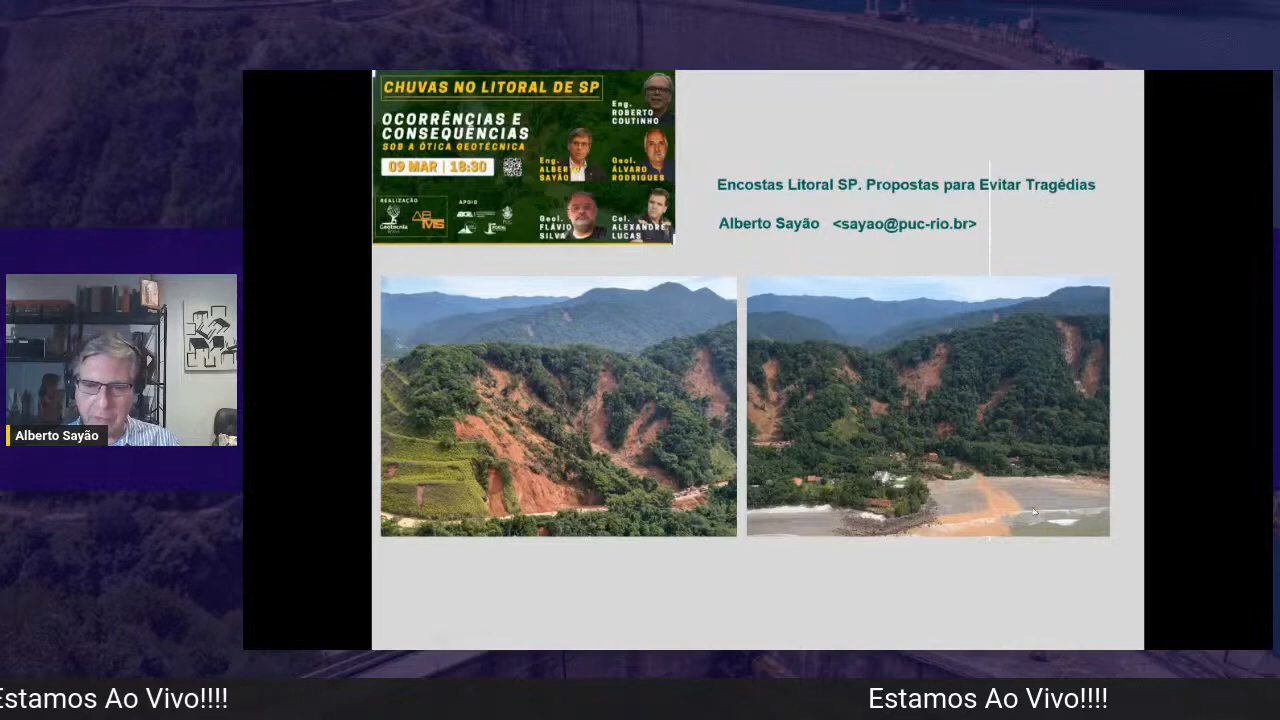 CHUVAS NO LITORAL DE SP
OCORRÊNCIAS E
CONSEQUÊNCIAS
SOB A ÓTICA GEOTÉCNICA
09 MAR | 18:30
Eng.
ROBERTO
COUTINHO
Eng.
ALBERTO
SAYÃO
Geol.
ÁLVARO
RODRIGUES
Geol.
FLÁVIO
SILVA
Cel.
ALEXANDRE
LUCAS
REALIZAÇÃO
Geotecnia
ABMS
APOIO
Encostas Litoral SP. Propostas para Evitar Tragédias
Alberto Sayão <sayao@puc-rio.br>
Alberto Sayão
Estamos Ao Vivo!!!!
Estamos Ao Vivo!!!!